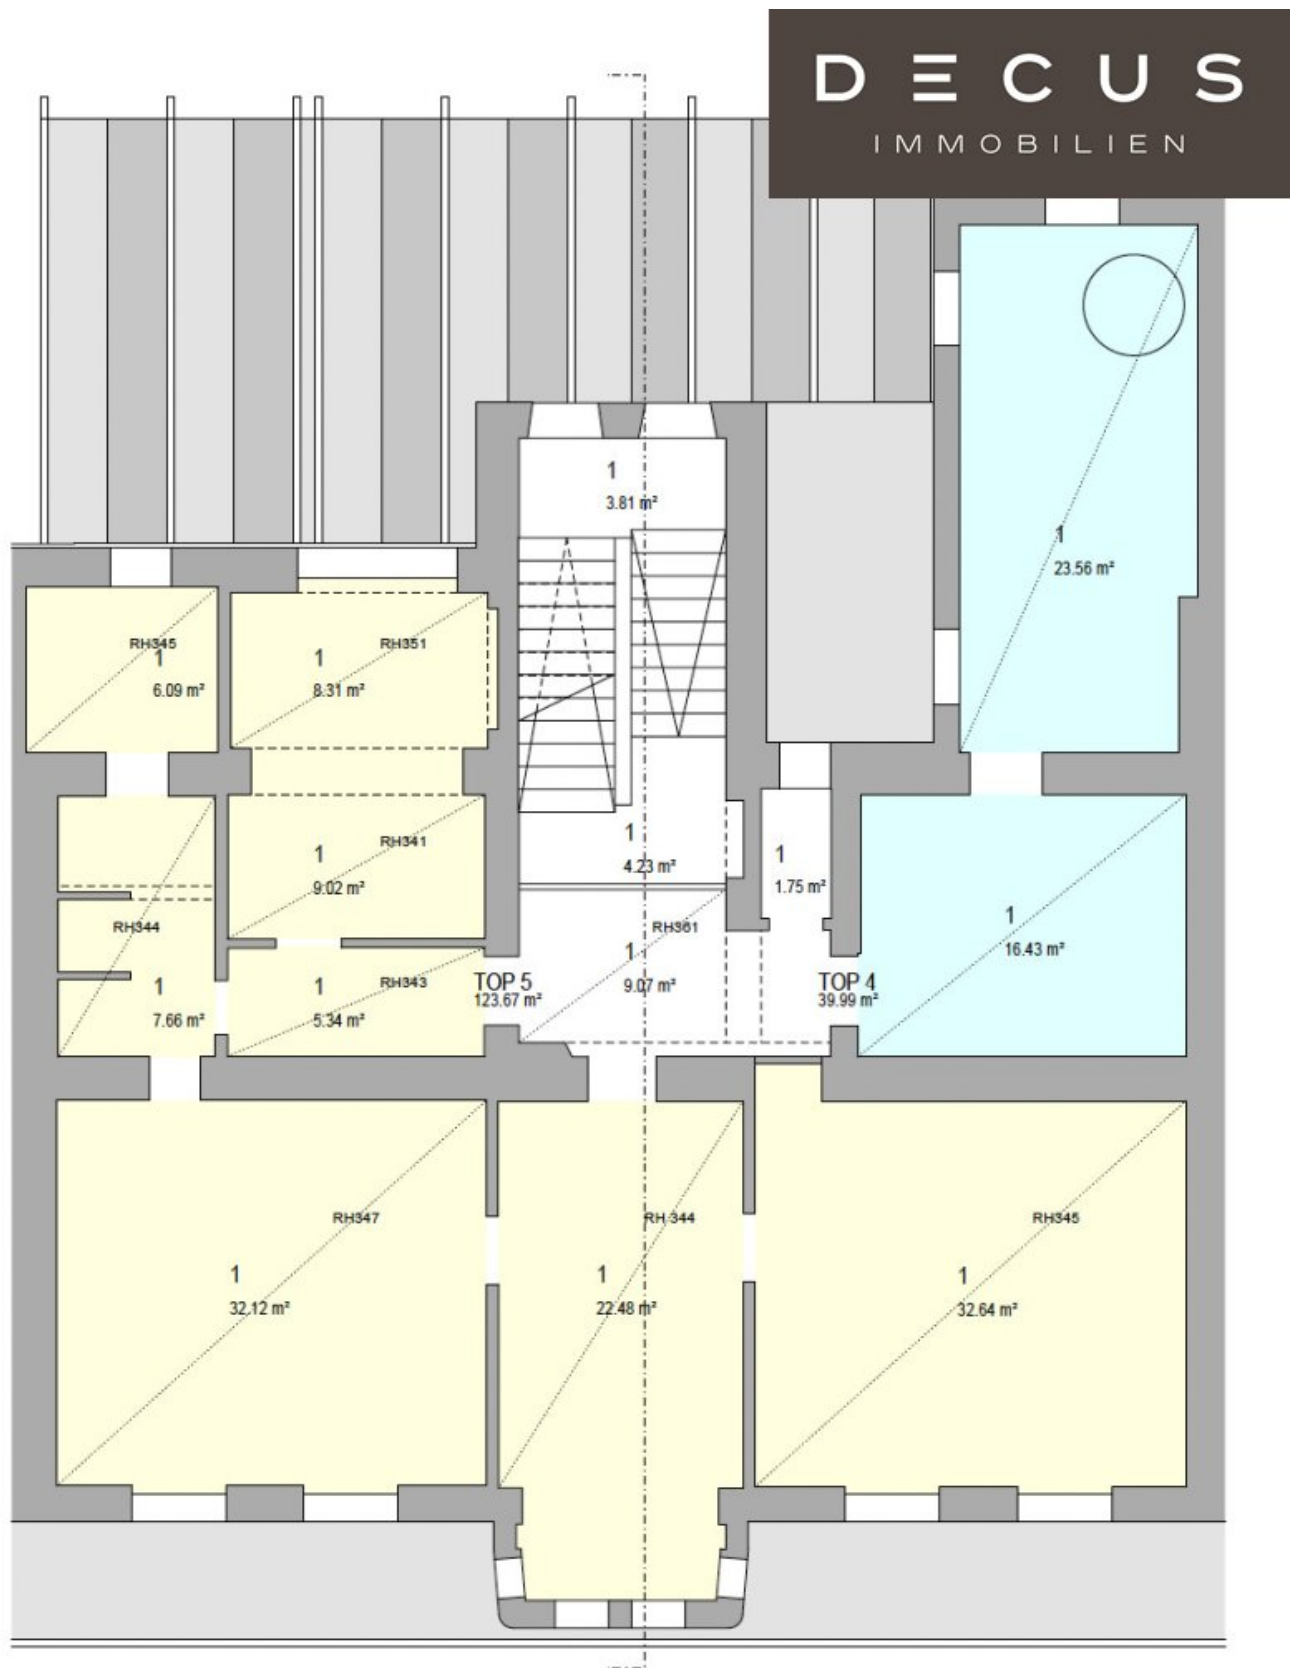 DECUS
IMMOBILIEN
1
3.81 m²
1
23.56 m²
RH345
1
6.09 m²
RH351
1
8.31 m²
RH341
1
9.02 m²
1
4.23 m²
1
1.75 m²
RH344
1
7.66 m²
RH343
1
5.34 m²
TOP 5
123.67 m²
RH361
1
9.07 m²
TOP 4
39.99 m²
1
16.43 m²
RH347
1
32.12 m²
RH 344
1
22.48 m²
RH345
1
32.64 m²